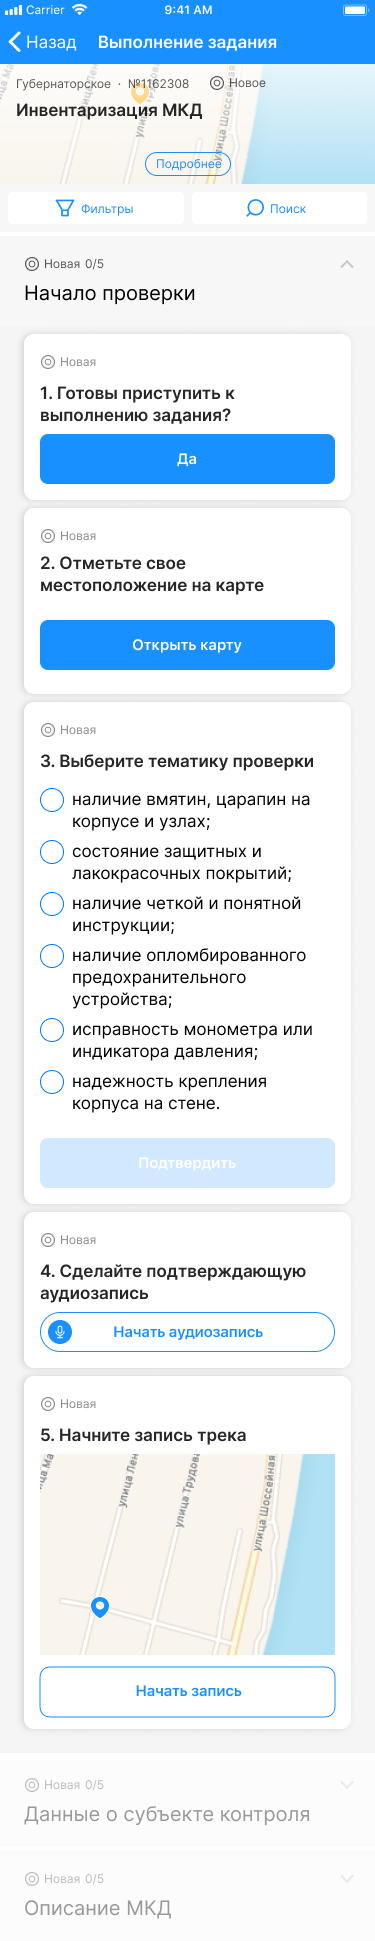 Carrier 9:41 AM
Назад Выполнение задания
Губернаторское · №1162308 Новое
Инвентаризация МКД
улица
улица Шоссейная
Подробнее
Фильтры Поиск
Новая 0/5
Начало проверки
Новая
1. Готовы приступить к
выполнению задания?
Да
Новая
2. Отметьте свое
местоположение на карте
Открыть карту
Новая
3. Выберите тематику проверки
наличие вмятин, царапин на
корпусе и узлах;
состояние защитных и
лакокрасочных покрытий;
наличие четкой и понятной
инструкции;
наличие опломбированного
предохранительного
устройства;
исправность монометра или
индикатора давления;
надежность крепления
корпуса на стене.
Подтвердить
Новая
4. Сделайте подтверждающую
аудиозапись
Начать аудиозапись
Новая
5. Начните запись трека
улица Лен
улица Трудова
улица Шоссейная
Начать запись
Новая 0/5
Данные о субъекте контроля
Новая 0/5
Описание МКД